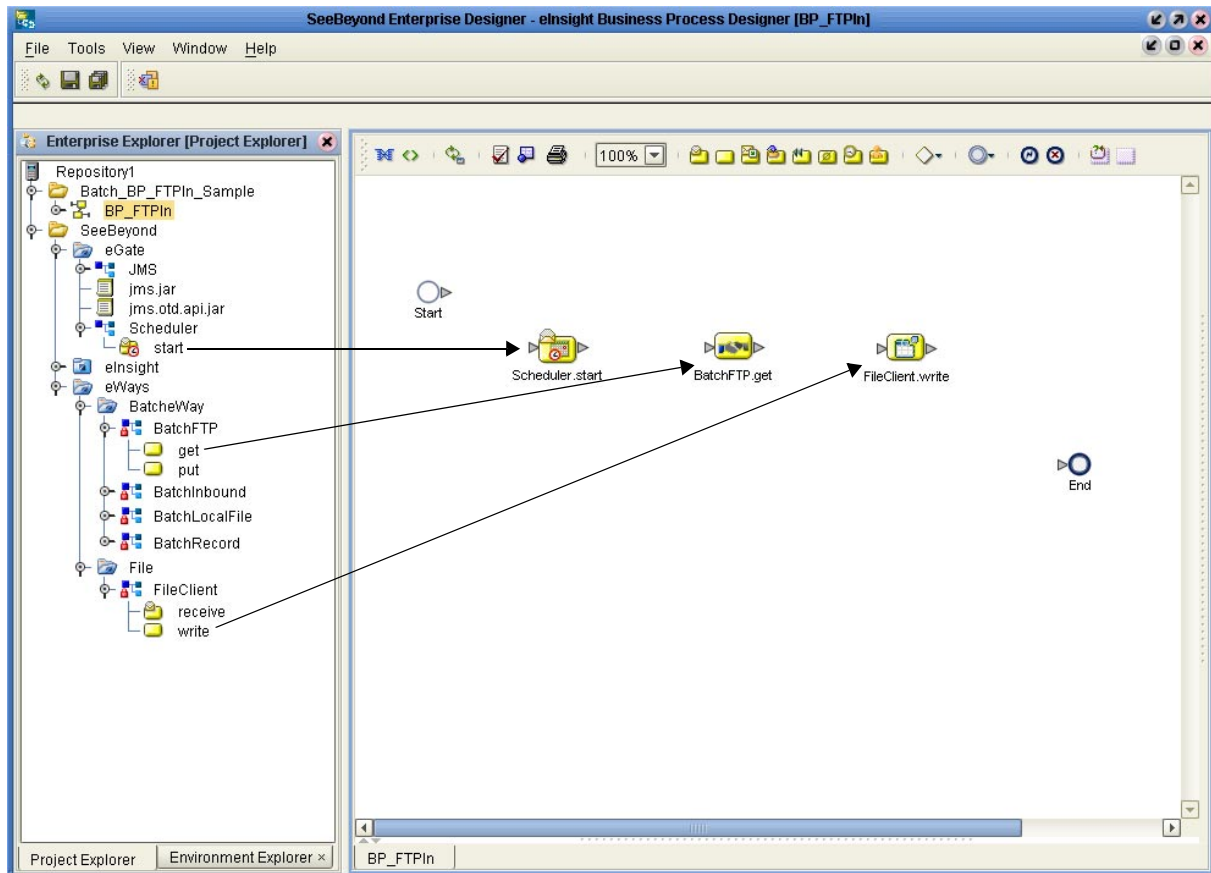 SeeBeyond Enterprise Designer - eInsight Business Process Designer [BP_FTPIn]
File Tools View Window Help
Enterprise Explorer [Project Explorer]
Repository1
Batch_BP_FTPIn_Sample
BP_FTPIn
SeeBeyond
eGate
JMS
jms.jar
jms.otd.api.jar
Scheduler
start
eInsight
eWays
BatcheWay
BatchFTP
get
put
BatchInbound
BatchLocalFile
BatchRecord
File
FileClient
receive
write
Project Explorer
Environment Explorer ×
100%
Start
Scheduler.start
BatchFTP.get
FileClient.write
End
BP_FTPIn